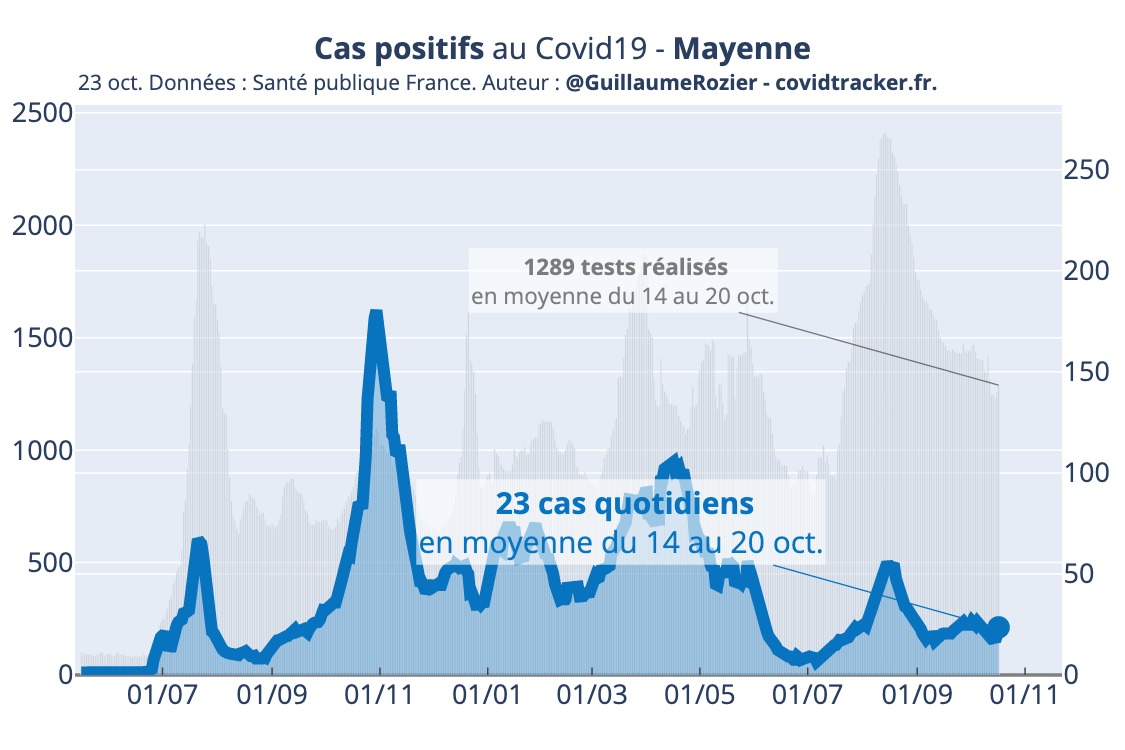 Cas positifs au Covid19 - Mayenne
23 oct. Données : Santé publique France. Auteur : @GuillaumeRozier - covidtracker.fr.
2500
2000
1500
1000
500
0
250
200
150
100
50
0
1289 tests réalisés
en moyenne du 14 au 20 oct.
23 cas quotidiens
en moyenne du 14 au 20 oct.
01/07 01/09 01/11 01/01 01/03 01/05 01/07 01/09 01/11